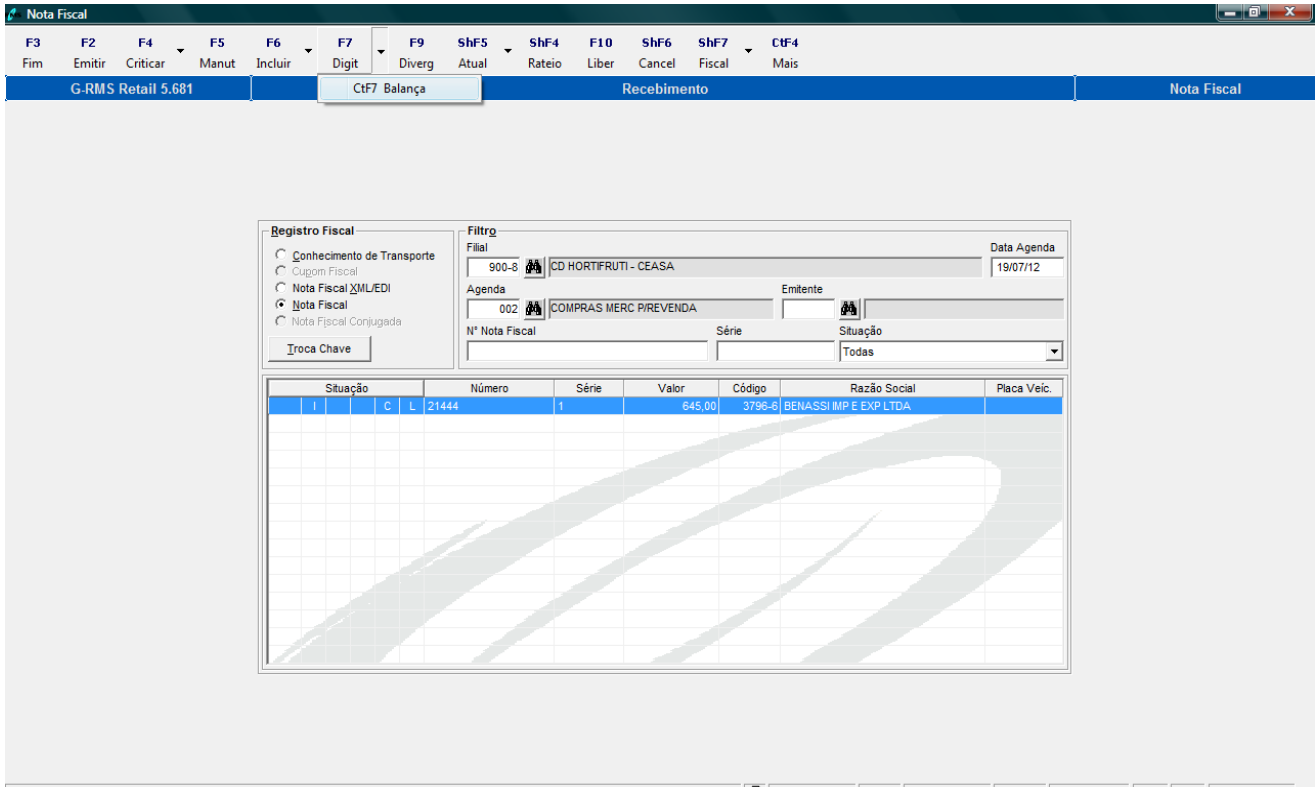 Nota Fiscal
F3 F2 F4 F5 F6 F7 F9 ShF5 ShF4 F10 ShF6 ShF7 CtF4
Fim Emitir Criticar Manut Incluir Digit Diverg Atual Rateio Liber Cancel Fiscal Mais
CtF7 Balança
G-RMS Retail 5.681 Recebimento Nota Fiscal
Registro Fiscal
Conhecimento de Transporte
Cupom Fiscal
Nota Fiscal XML/EDI
Nota Fiscal
Nota Fiscal Conjugada
Troca Chave
Filtro
Filial Data Agenda
900-8 CD HORTIFRUTI - CEASA 19/07/12
Agenda Emitente
002 COMPRAS MERC P/REVENDA
N° Nota Fiscal Série Situação
Todas
Situação Número Série Valor Código Razão Social Placa Veíc.
I C L 21444 1 645,00 3796-6 BENASSI IMP E EXP LTDA